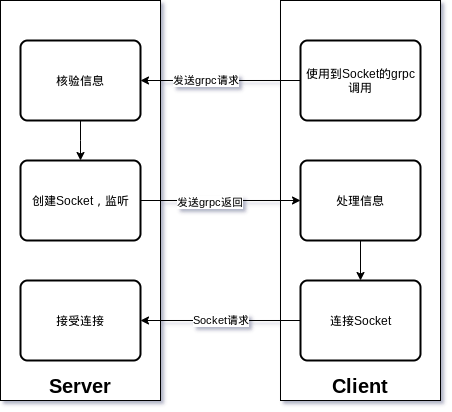 核验信息
发送grpc请求
使用到Socket的grpc
调用
创建Socket，监听
发送grpc返回
处理信息
接受连接
Socket请求
连接Socket
Server
Client